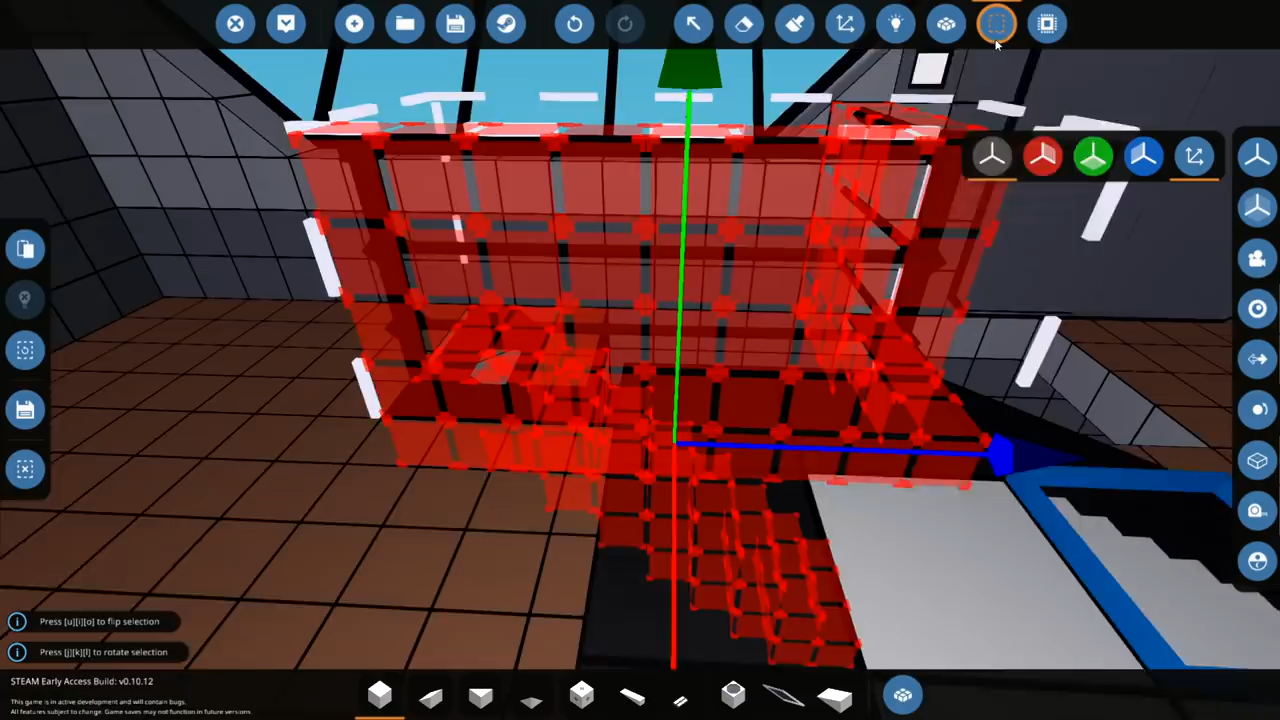 Press [u][i][o] to flip selection
Press [j][k][l] to rotate selection
STEAM Early Access Build: v0.10.12
This game is in active development and will contain bugs.
All features subject to change. Game saves may not function in future versions